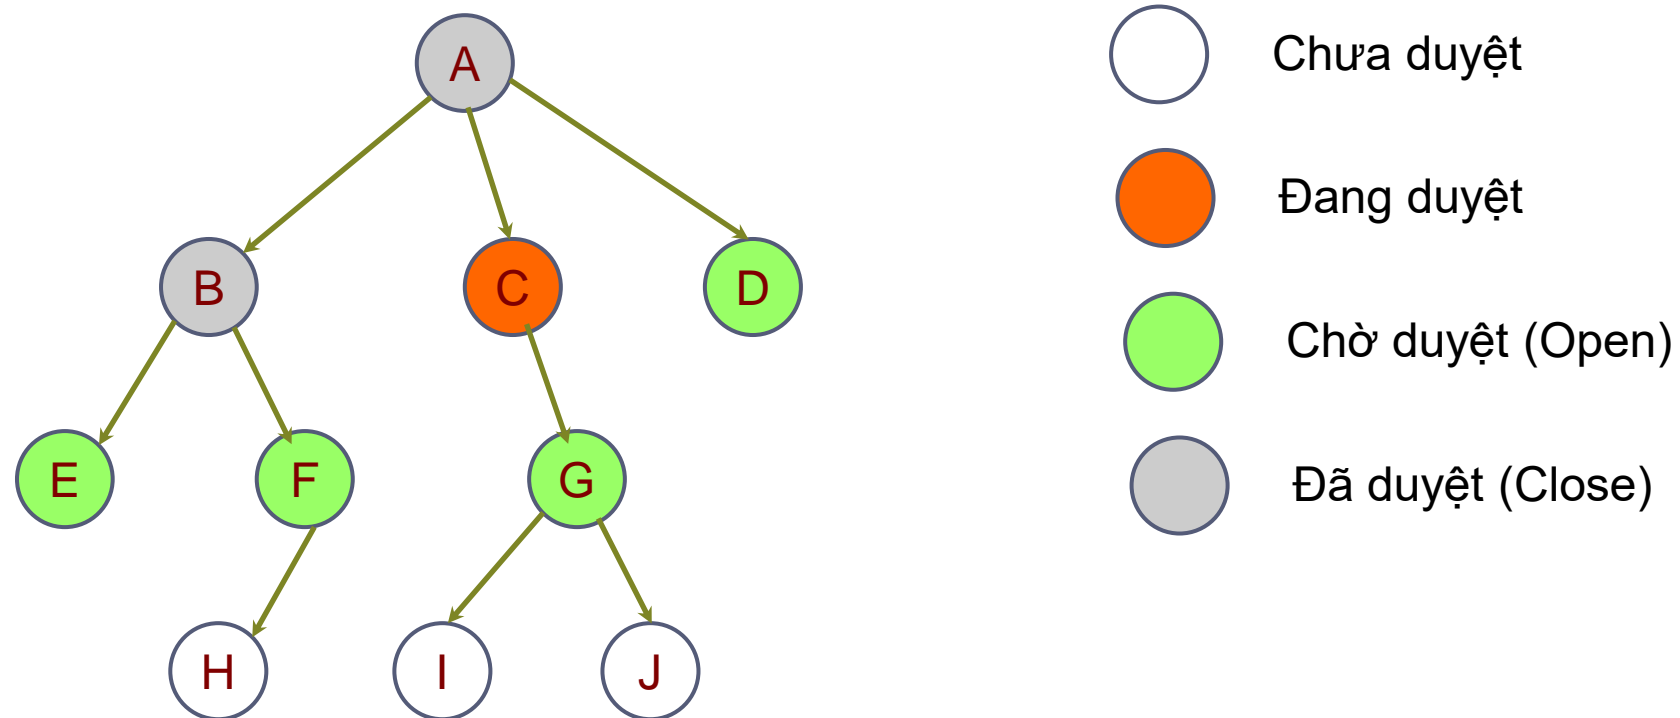 A
B
C
D
E
F
G
H
I
J
Chưa duyệt
Đang duyệt
Chờ duyệt (Open)
Đã duyệt (Close)